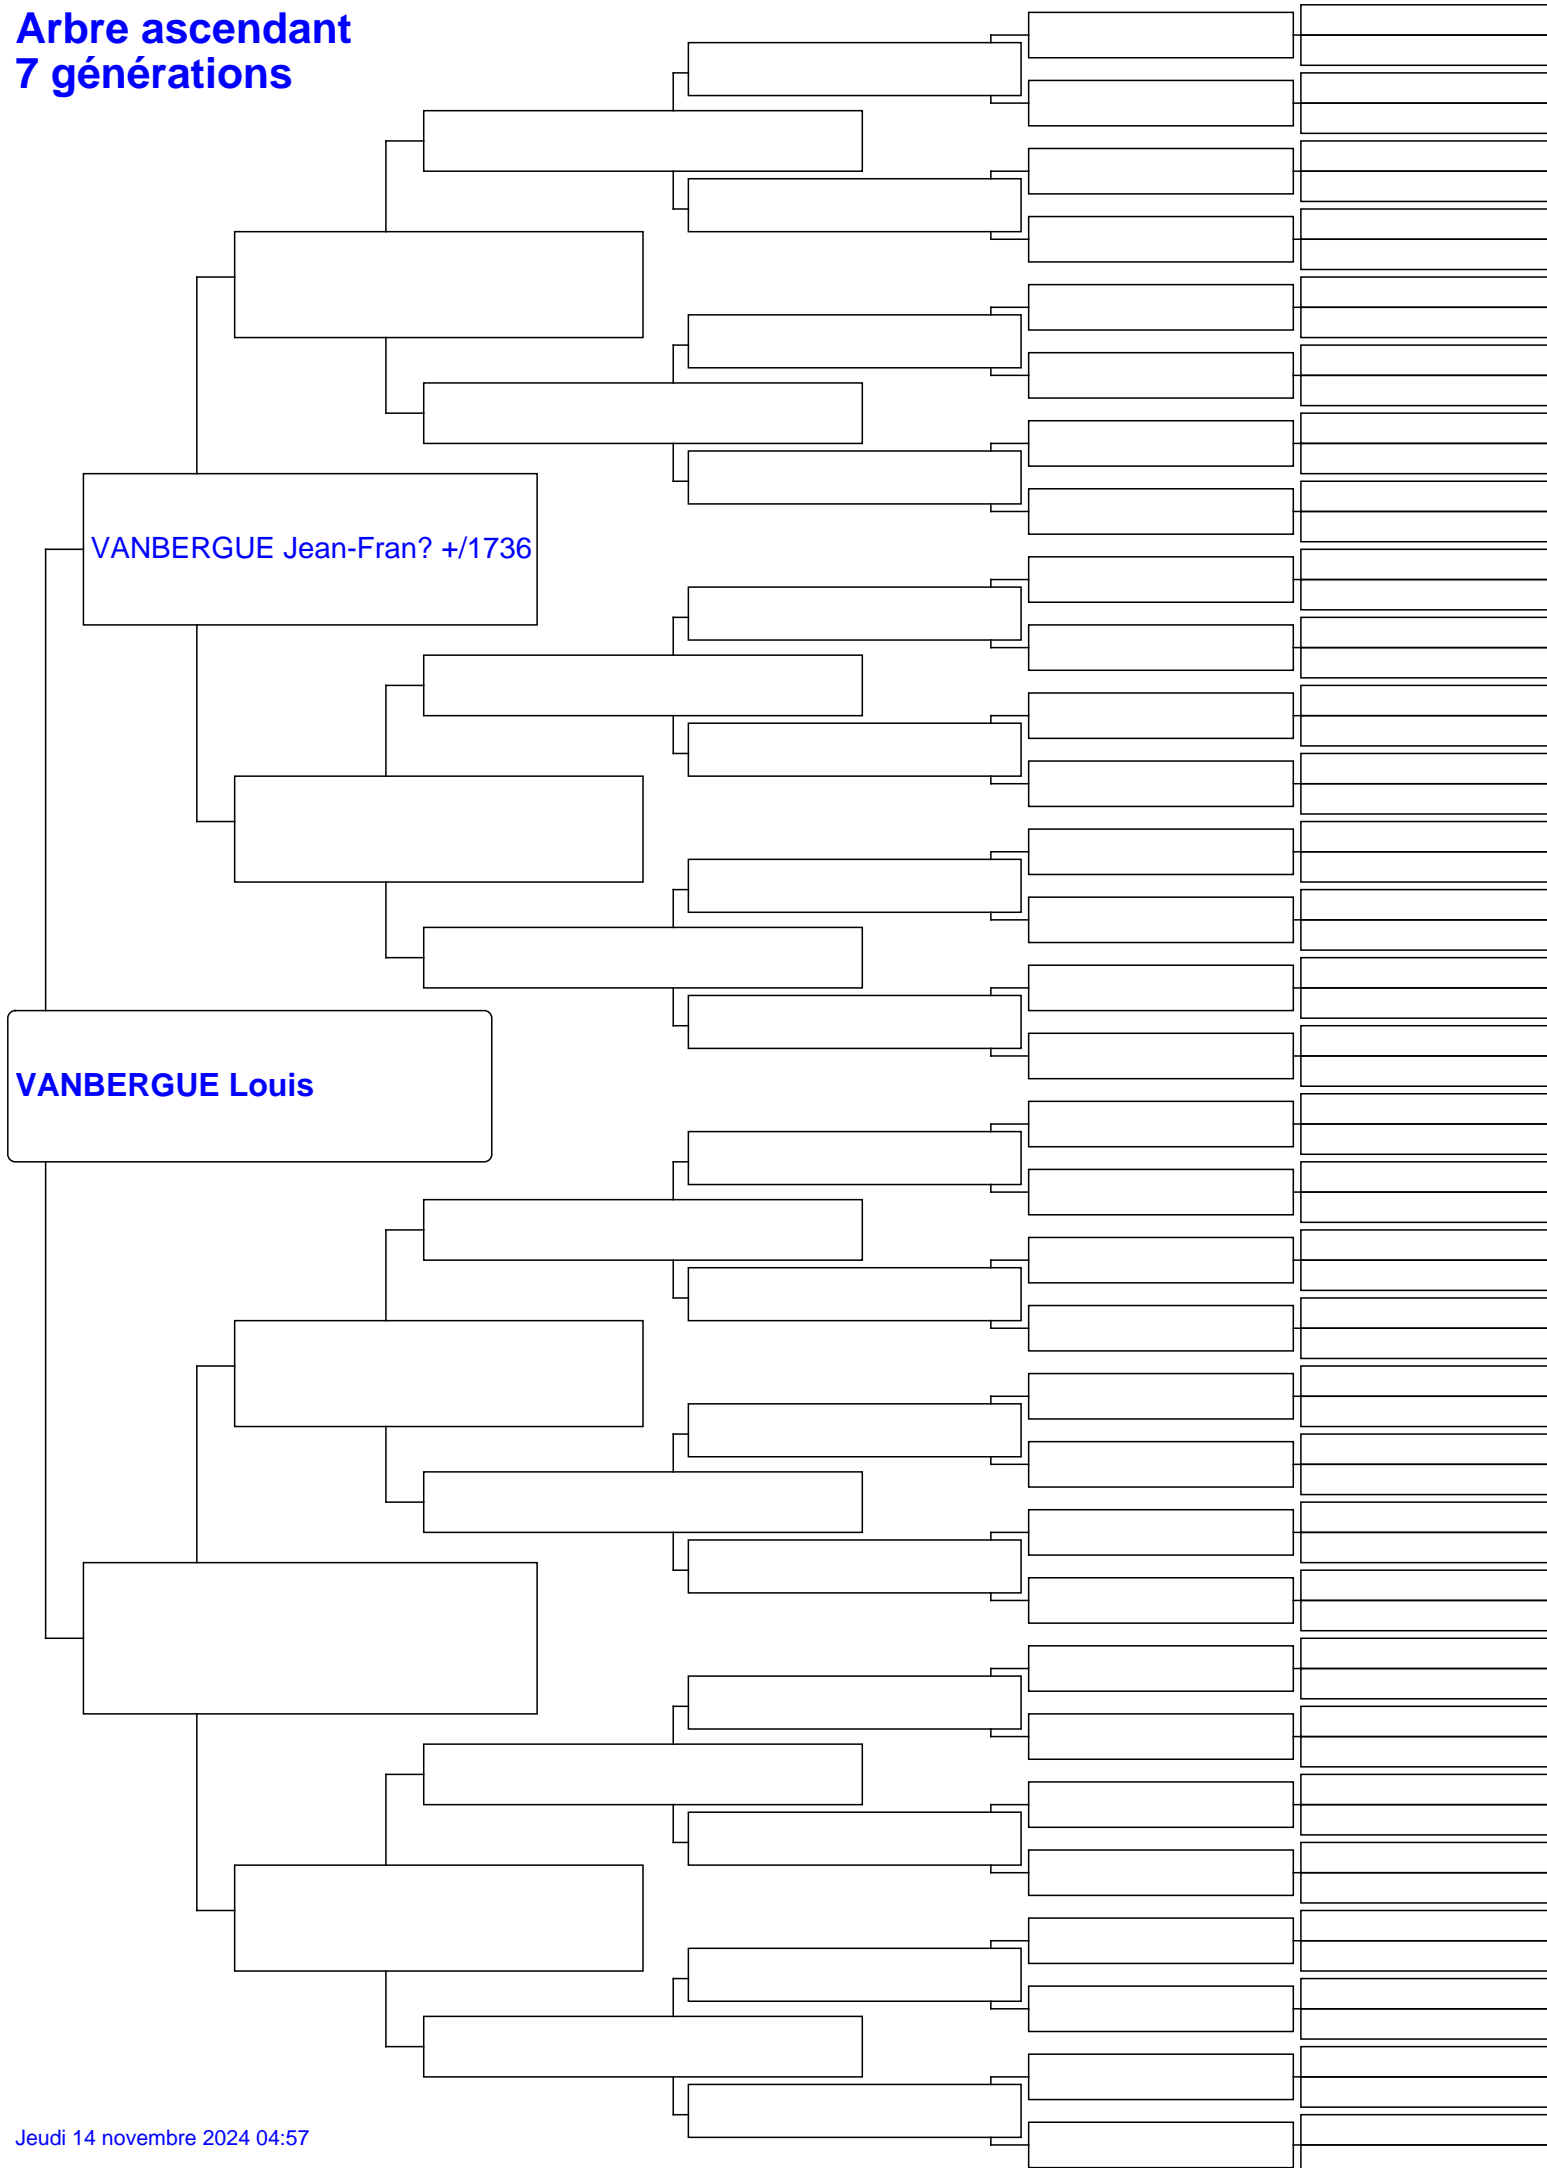 Arbre ascendant
7 générations
VANBERGUE Jean-Fran? +/1736
VANBERGUE Louis
Jeudi 14 novembre 2024 04:57